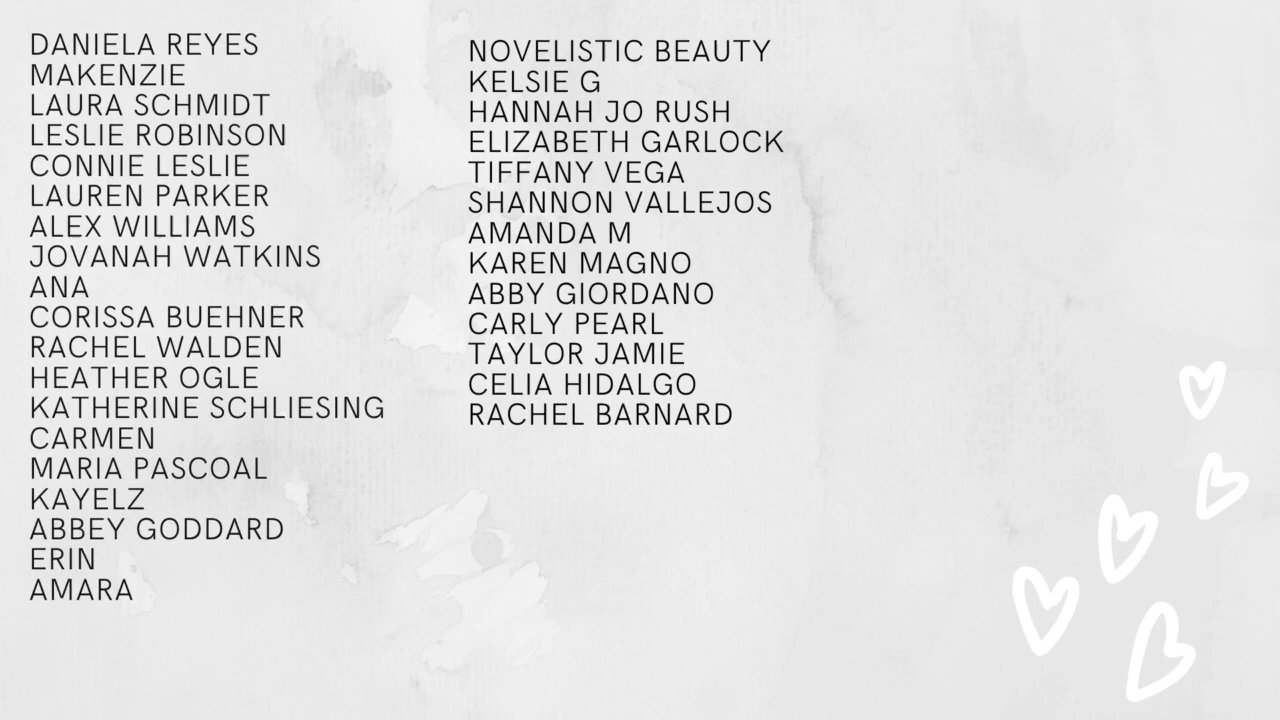 DANIELA REYES
MAKENZIE
LAURA SCHMIDT
LESLIE ROBINSON
CONNIE LESLIE
LAUREN PARKER
ALEX WILLIAMS
JOVANAH WATKINS
ANA
CORISSA BUEHNER
RACHEL WALDEN
HEATHER OGLE
KATHERINE SCHLIESING
CARMEN
MARIA PASCOAL
KAYELZ
ABBEY GODDARD
ERIN
AMARA
NOVELISTIC BEAUTY
KELSIE G
HANNAH JO RUSH
ELIZABETH GARLOCK
TIFFANY VEGA
SHANNON VALLEJOS
AMANDA M
KAREN MAGNO
ABBY GIORDANO
CARLY PEARL
TAYLOR JAMIE
CELIA HIDALGO
RACHEL BARNARD